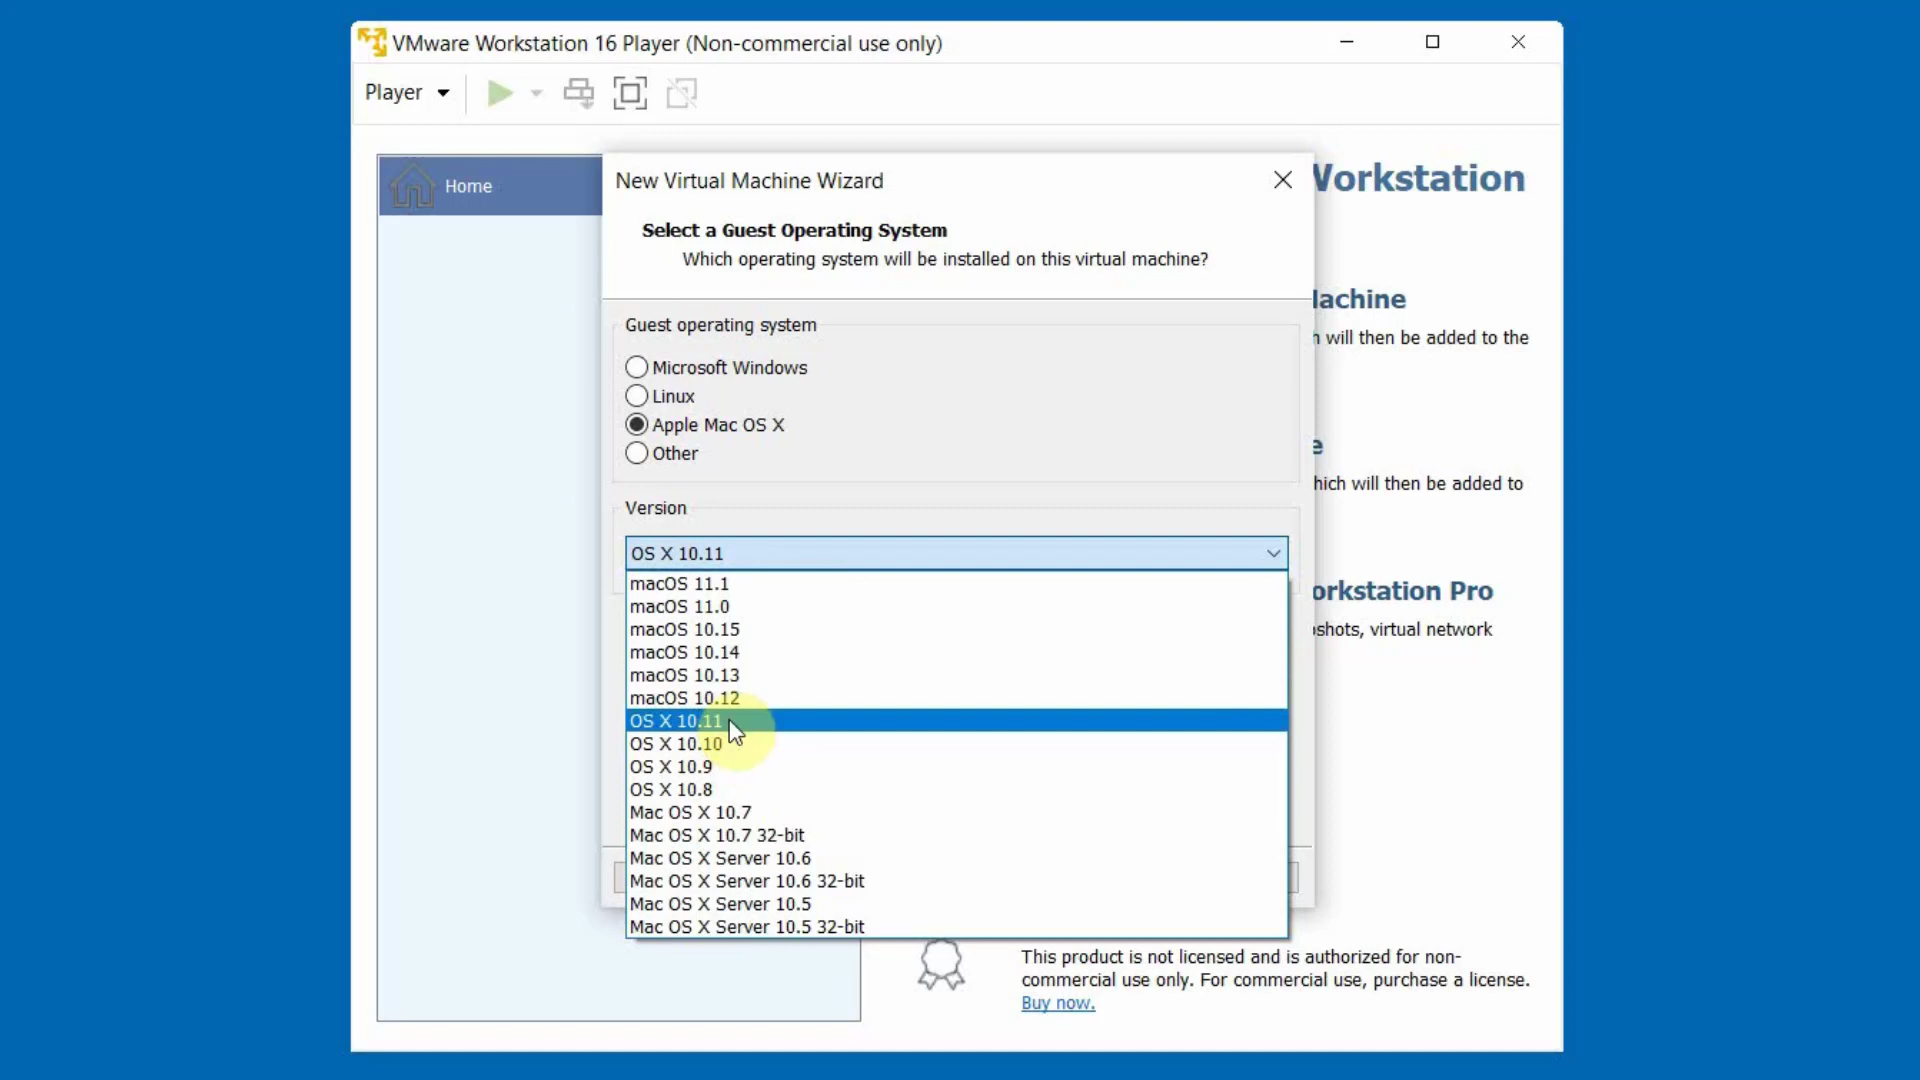 VMware Workstation 16 Player (Non-commercial use only)
Player
Home
New Virtual Machine Wizard
Workstation
Select a Guest Operating System
Which operating system will be installed on this virtual machine?
Guest operating system
Microsoft Windows
Linux
Apple Mac OS X
Other
will then be added to the
Version
will then be added to
OS X 10.11
macOS 11.1
macOS 11.0
macOS 10.15
macOS 10.14
macOS 10.13
macOS 10.12
OS X 10.11
OS X 10.10
OS X 10.9
OS X 10.8
Mac OS X 10.7
Mac OS X 10.7 32-bit
Mac OS X Server 10.6
Mac OS X Server 10.6 32-bit
Mac OS X Server 10.5
Mac OS X Server 10.5 32-bit
Pro
virtual network
This product is not licensed and is authorized for non-
commercial use only. For commercial use, purchase a license.
Buy now.